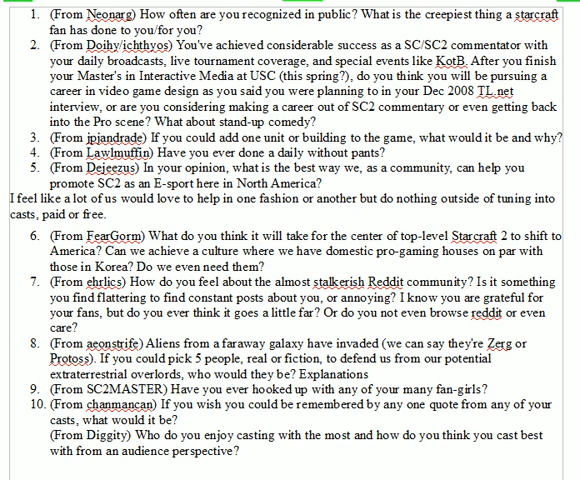 1. (From Neonarg) How often are you recognized in public? What is the creepiest thing a starcraft
fan has done to you/for you?
2. (From Doihy/ichthyos) You've achieved considerable success as a SC/SC2 commentator with
your daily broadcasts, live tournament coverage, and special events like KotB. After you finish
your Master's in Interactive Media at USC (this spring?), do you think you will be pursuing a
career in video game design as you said you were planning to in your Dec 2008 TL.net
interview, or are you considering making a career out of SC2 commentary or even getting back
into the Pro scene? What about stand-up comedy?
3. (From jpjandrade) If you could add one unit or building to the game, what would it be and why?
4. (From Lawlmuffin) Have you ever done a daily without pants?
5. (From Dejeezus) In your opinion, what is the best way we, as a community, can help you
promote SC2 as an E-sport here in North America?
I feel like a lot of us would love to help in one fashion or another but do nothing outside of tuning into
casts, paid or free.
6. (From FearGorm) What do you think it will take for the center of top-level Starcraft 2 to shift to
America? Can we achieve a culture where we have domestic pro-gaming houses on par with
those in Korea? Do we even need them?
7. (From ehrlics) How do you feel about the almost stalkerish Reddit community? Is it something
you find flattering to find constant posts about you, or annoying? I know you are grateful for
your fans, but do you ever think it goes a little far? Or do you not even browse reddit or even
care?
8. (From aeonstrife) Aliens from a faraway galaxy have invaded (we can say they're Zerg or
Protoss). If you could pick 5 people, real or fiction, to defend us from our potential
extraterrestrial overlords, who would they be? Explanations
9. (From SC2MASTER) Have you ever hooked up with any of your many fan-girls?
10. (From chanmancan) If you wish you could be remembered by any one quote from any of your
casts, what would it be?
(From Diggity) Who do you enjoy casting with the most and how do you think you cast best
with from an audience perspective?